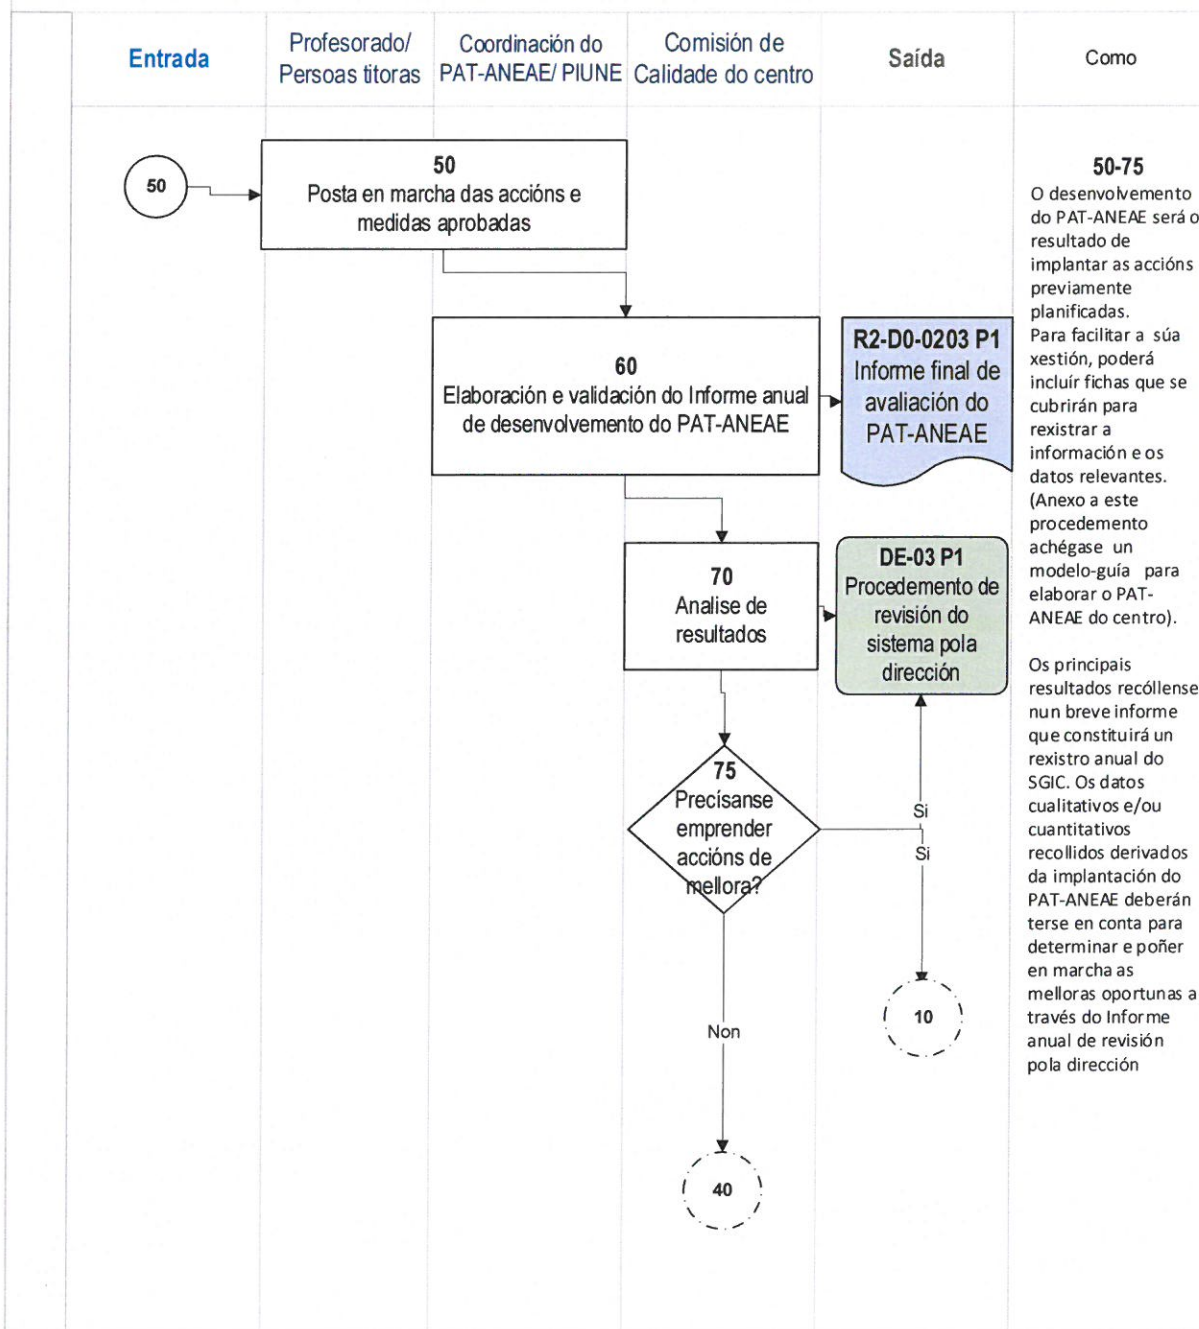 Entrada
Profesorado/
Persoas titoras
Coordinación do
PAT-ANEAE/ PIUNE
Comisión de
Calidade do centro
Saída
Como
50
50
Posta en marcha das accións e
medidas aprobadas
60
Elaboración e validación do Informe anual
de desenvolvemento do PAT-ANEAE
R2-D0-0203 P1
Informe final de
avaliación do
PAT-ANEAE
70
Analise de
resultados
DE-03 P1
Procedemento de
revisión do
sistema pola
dirección
75
Precísanse
emprender
accións de
mellora?
Si
Si
10
Non
40
50-75
O desenvolvemento
do PAT-ANEAE será o
resultado de
implantar as accións
previamente
planificadas.
Para facilitar a súa
xestión, poderá
incluír fichas que se
cubrirán para
rexistrar a
información e os
datos relevantes.
(Anexo a este
procedemento
achégase un
modelo-guía para
elaborar o PAT-
ANEAE do centro).
Os principais
resultados recóllense
nun breve informe
que constituirá un
rexistro anual do
SGIC. Os datos
cualitativos e/ou
cuantitativos
recollidos derivados
da implantación do
PAT-ANEAE deberán
terse en conta para
determinar e poñer
en marcha as
melloras oportunas a
través do Informe
anual de revisión
pola dirección